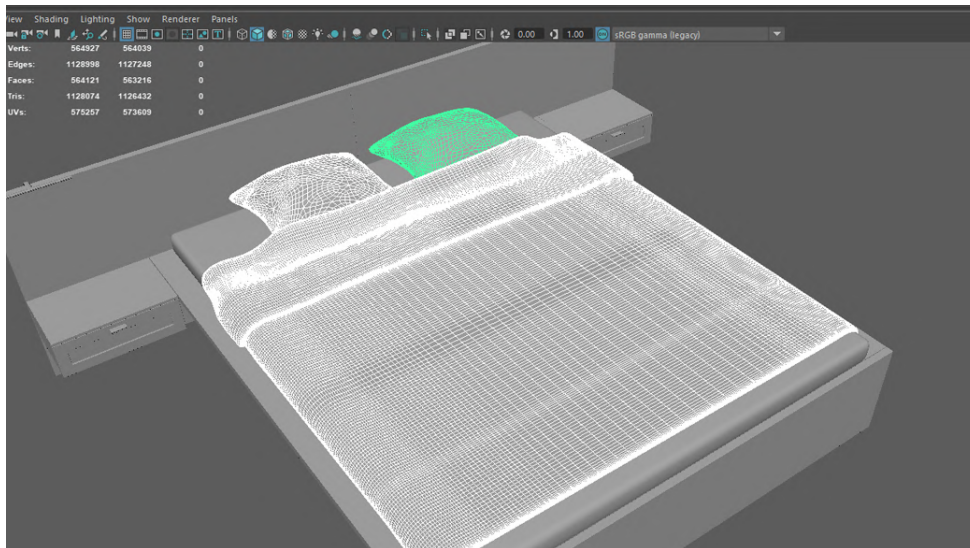 View Shading Lighting Show Renderer Panels
0.00 1.00 sRGB gamma (legacy)
Verts: 564927 564039 0
Edges: 1128998 1127248 0
Faces: 564121 563216 0
Tris: 1128074 1126432 0
UVs: 575257 573609 0